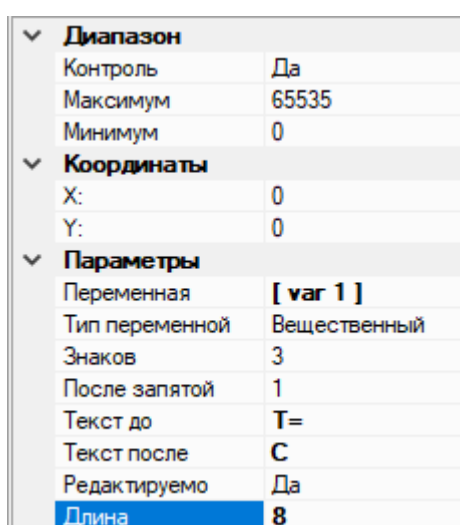 Диапазон
Контроль Да
Максимум 65535
Минимум 0
Координаты
X: 0
Y: 0
Параметры
Переменная [ var 1 ]
Тип переменной Вещественный
Знаков 3
После запятой 1
Текст до T=
Текст после C
Редактируемо Да
Длина 8